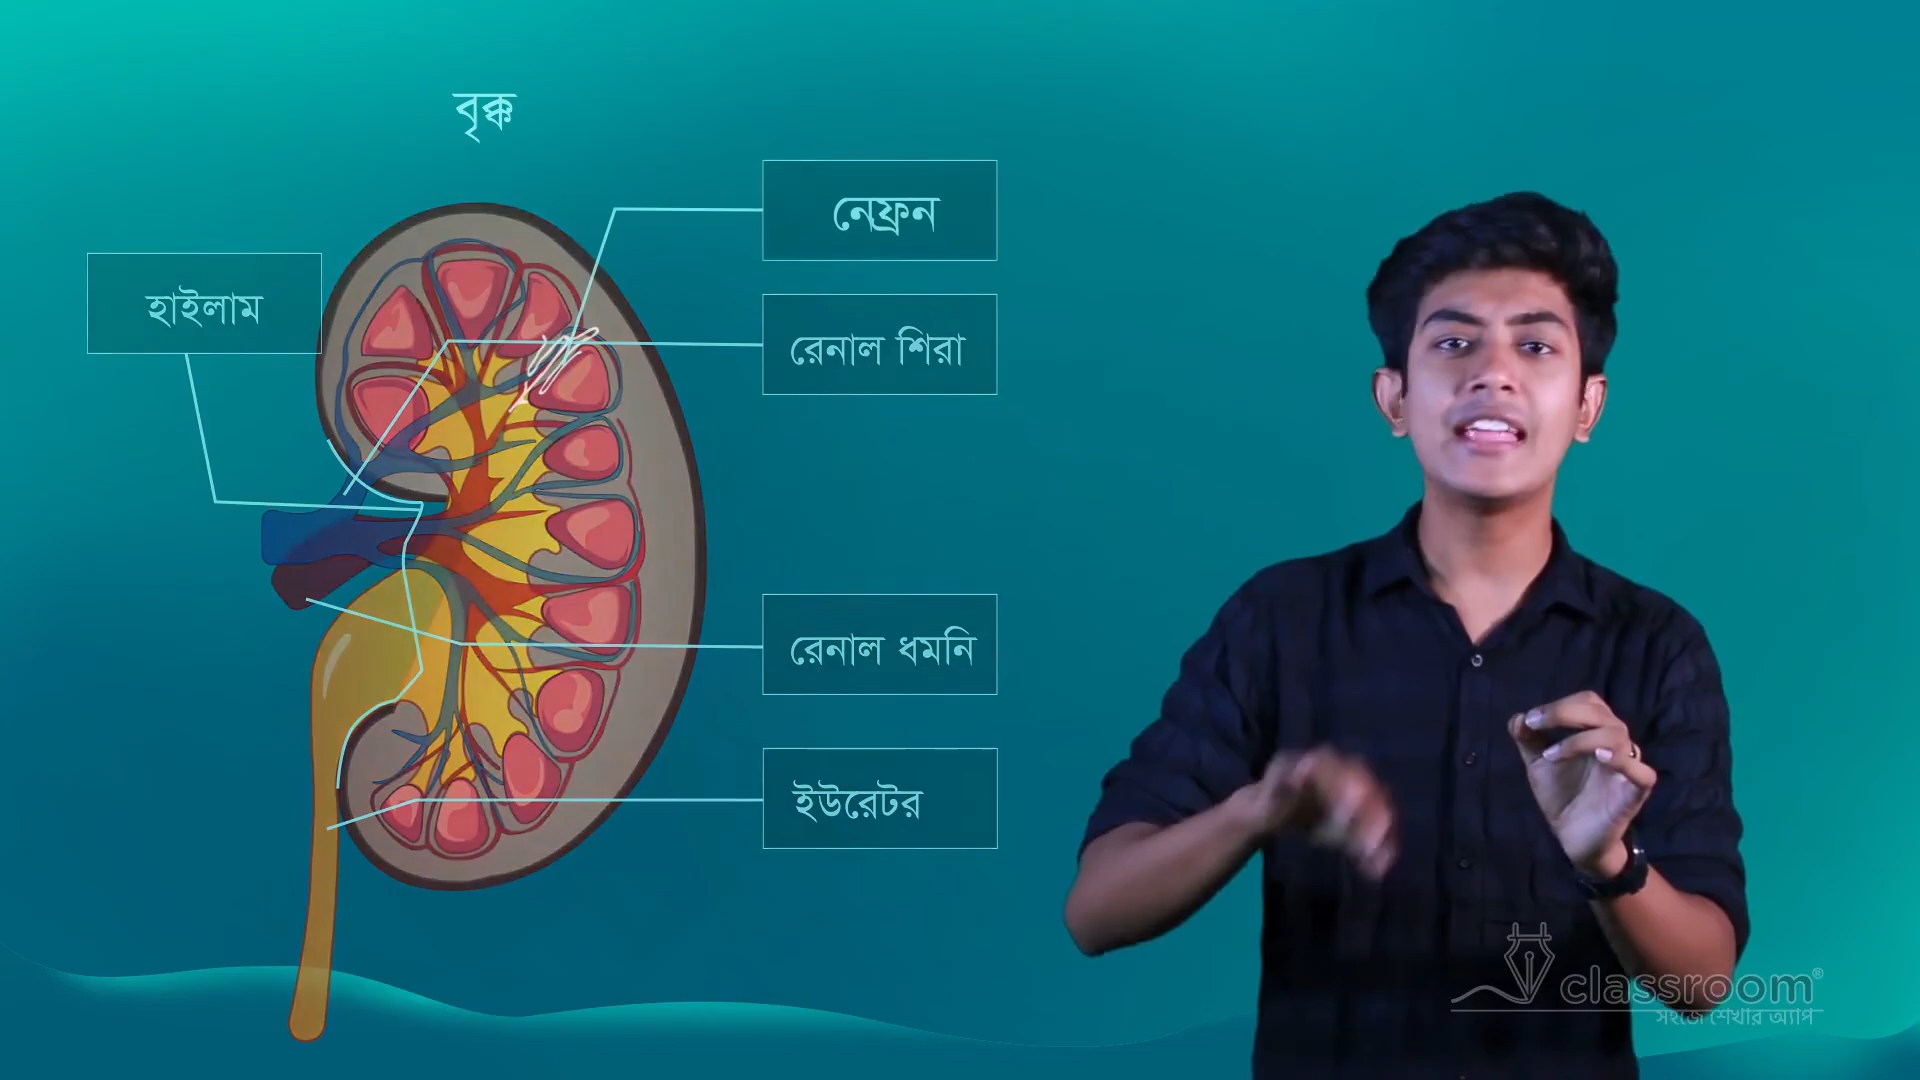 বৃক্ক
নেফ্রন
হাইলাম
রেনাল শিরা
রেনাল ধমনি
ইউরেটর
classroom®
সহজে শেখার অ্যাপ